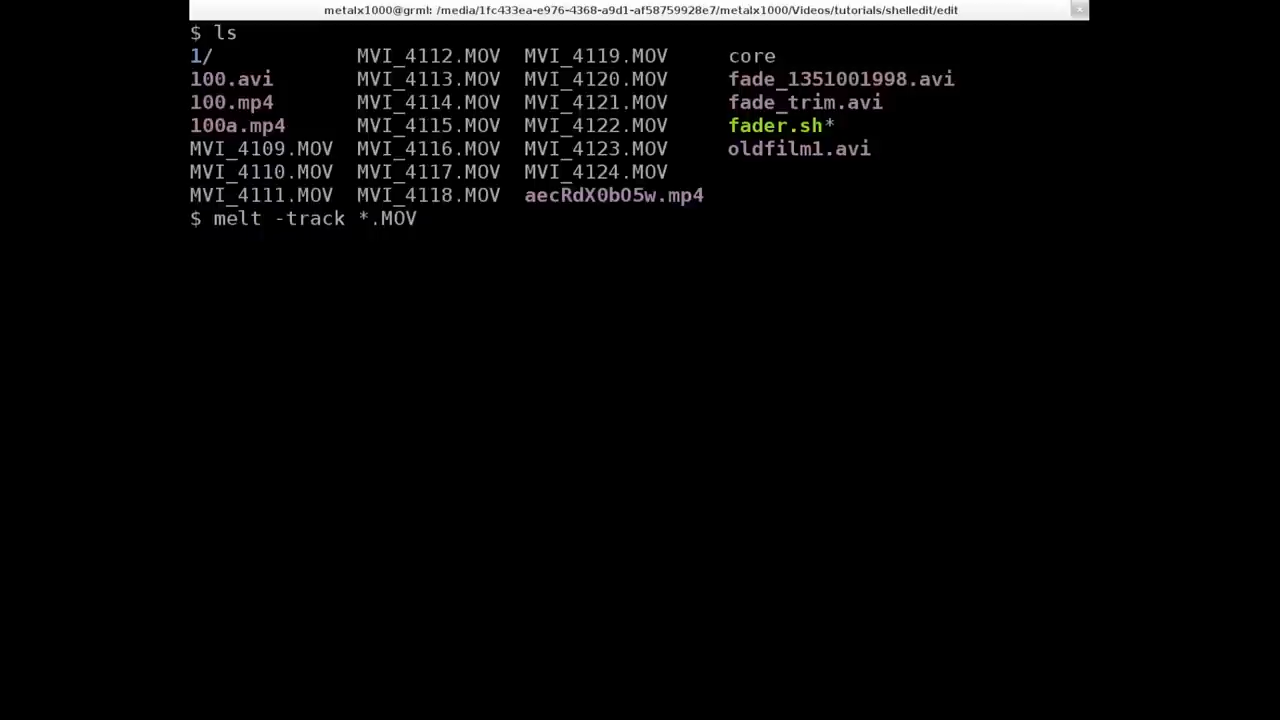 metalx1000@grml: /media/1fc433ea-e976-4368-a9d1-af58759928e7/metalx1000/Videos/tutorials/shelledit/edit
$ ls
1/ MVI_4112.MOV MVI_4119.MOV core
100.avi MVI_4113.MOV MVI_4120.MOV fade_1351001998.avi
100.mp4 MVI_4114.MOV MVI_4121.MOV fade_trim.avi
100a.mp4 MVI_4115.MOV MVI_4122.MOV fader.sh*
MVI_4109.MOV MVI_4116.MOV MVI_4123.MOV oldfilm1.avi
MVI_4110.MOV MVI_4117.MOV MVI_4124.MOV
MVI_4111.MOV MVI_4118.MOV aecRdX0bO5w.mp4
$ melt -track *.MOV